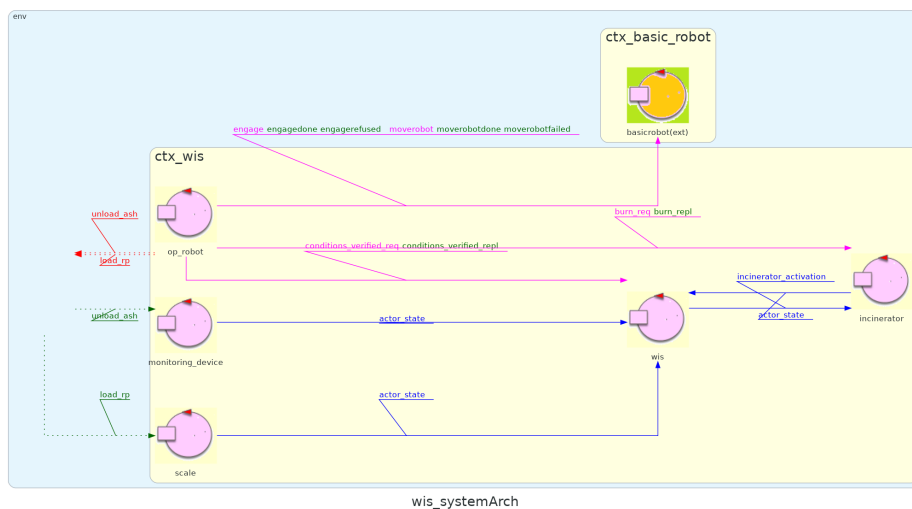 env
ctx_basic_robot
basicrobot(ext)
engage engagedone engagerefused moverobot moverobotdone moverobotfailed
ctx_wis
unload_ash
burn_req burn_repl
op_robot
conditions_verified_req conditions_verified_repl
load_rp
incinerator_activation
unload_ash
actor_state
actor_state
incinerator
monitoring_device
wis
load_rp
actor_state
scale
wis_systemArch